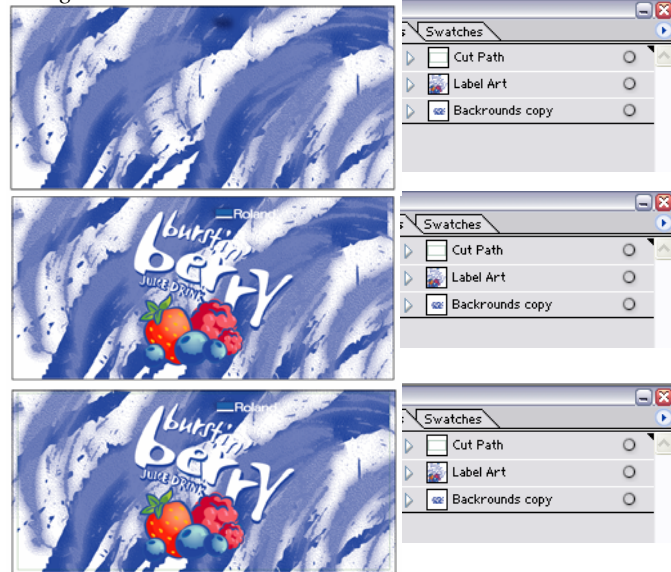 Swatches
Cut Path
Label Art
Backrounds copy
Roland
burstin'
berry
JUICE DRINK
Swatches
Cut Path
Label Art
Backrounds copy
Roland
burstin'
berry
JUICE DRINK
Swatches
Cut Path
Label Art
Backrounds copy